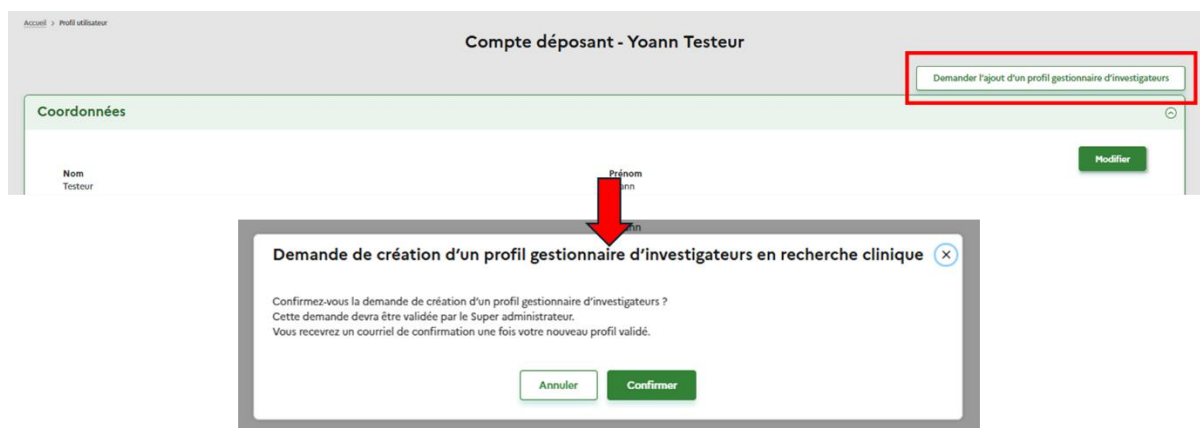 Accueil > Profil utilisateur
Compte déposant - Yoann Testeur
Demander l'ajout d'un profil gestionnaire d'investigateurs
Coordonnées
Modifier
Nom
Prénom
Testeur
Demande de création d'un profil gestionnaire d'investigateurs en recherche clinique
Confirmez-vous la demande de création d'un profil gestionnaire d'investigateurs ?
Cette demande devra être validée par le Super administrateur.
Vous recevrez un courriel de confirmation une fois votre nouveau profil validé.
Annuler
Confirmer